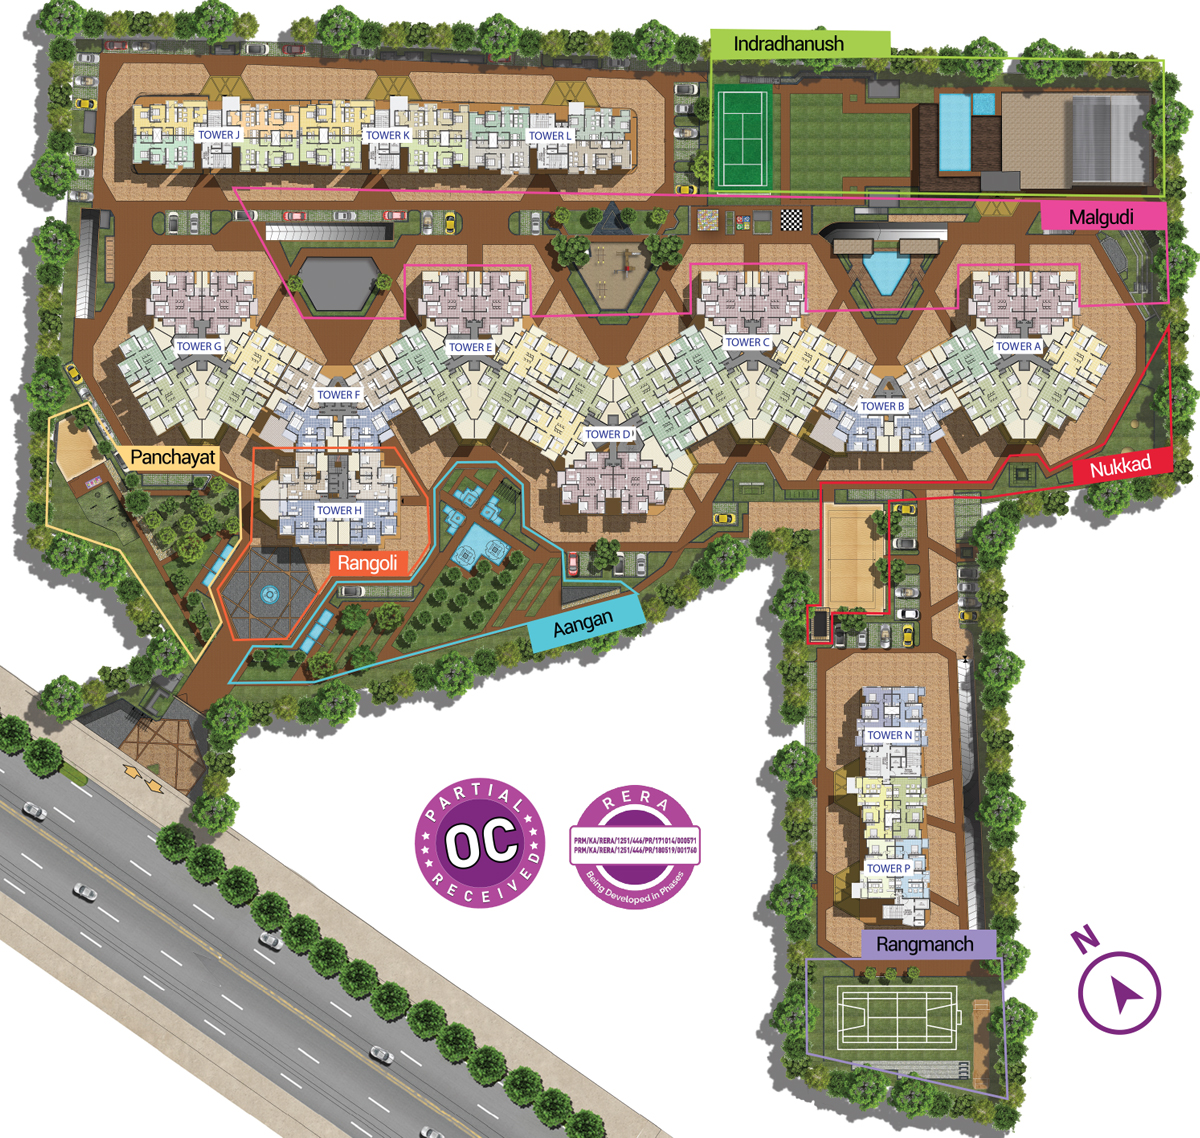 Indradhanush
TOWER J
TOWER K
TOWER L
Malgudi
TOWER G
TOWER E
TOWER C
TOWER A
TOWER F
TOWER B
TOWER D
Panchayat
Nukkad
TOWER H
Rangoli
Aangan
TOWER N
PARTIAL
OC
RECEIVED
RERA
PRM/KA/RERA/1251/446/PR/171014/000571
PRM/KA/RERA/1251/446/PR/180519/001760
Being Developed in Phases
TOWER P
Rangmanch
N